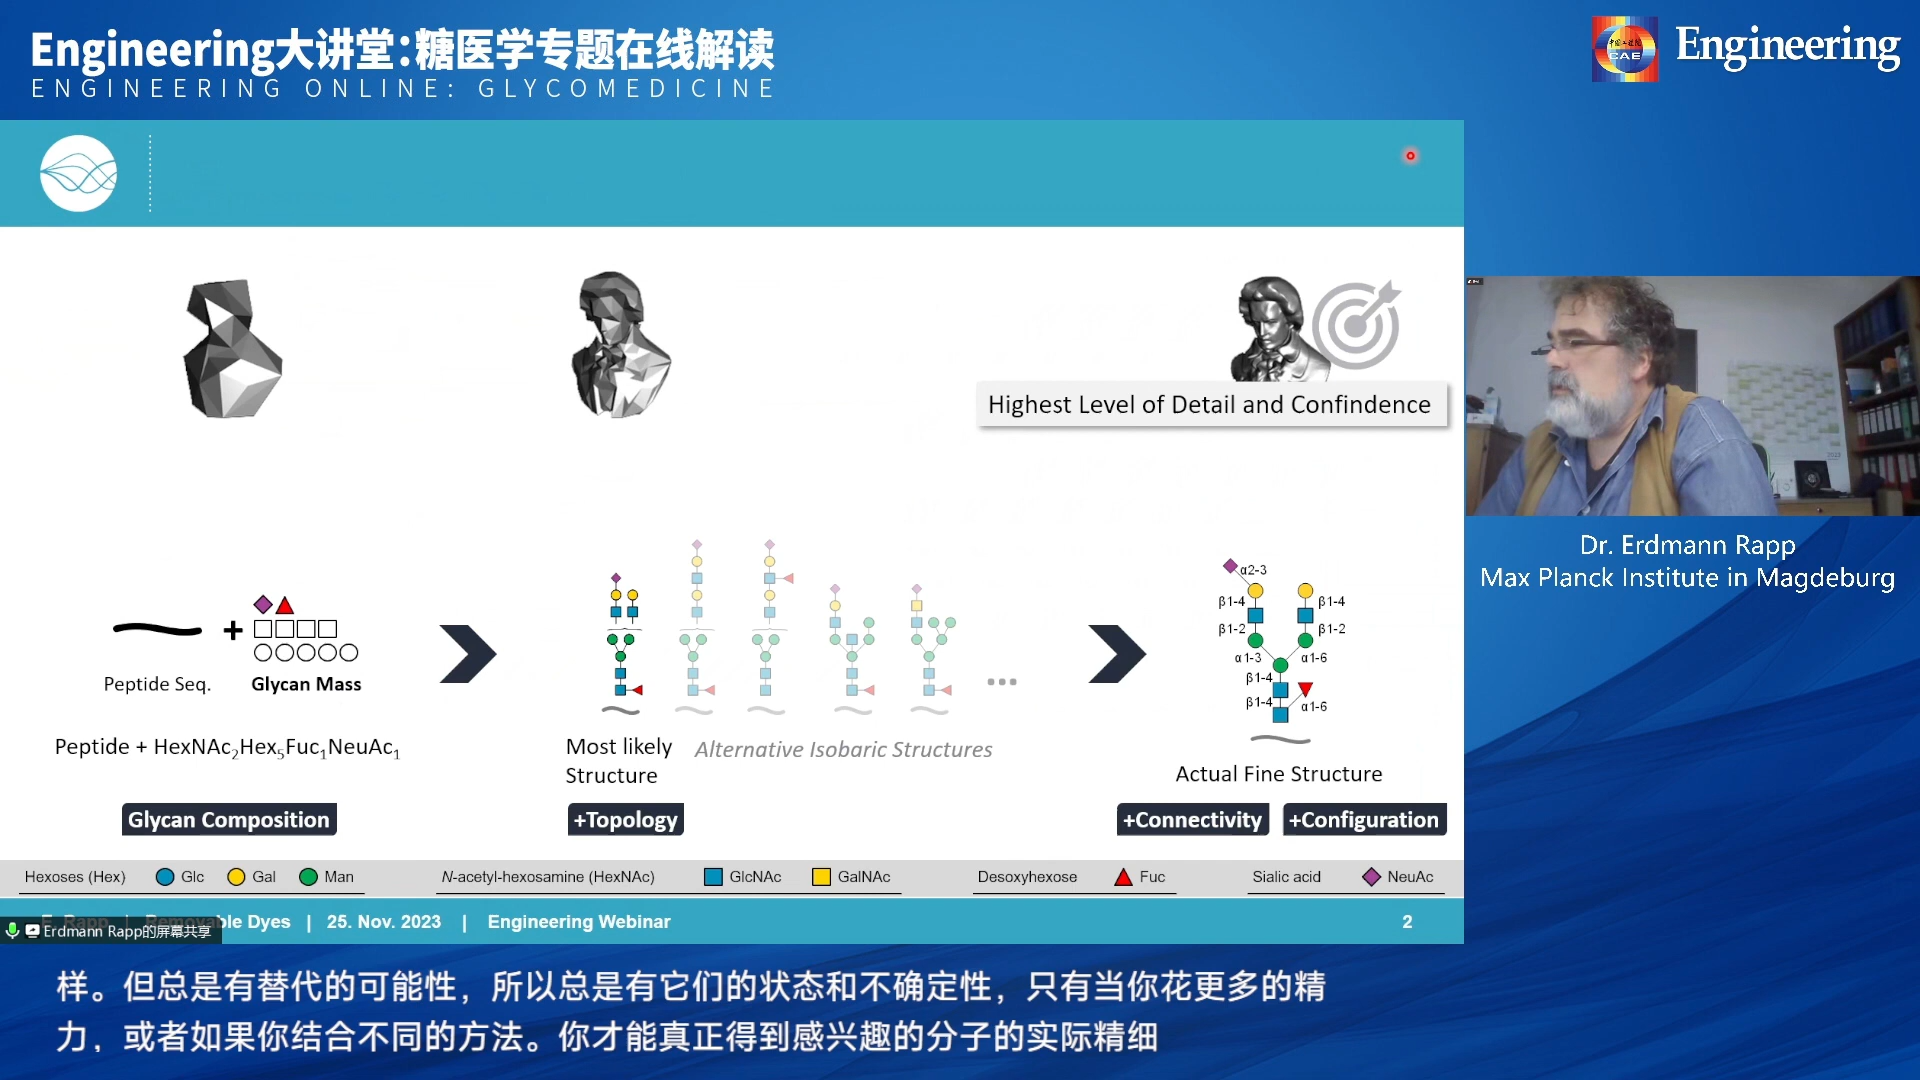 Engineering大讲堂:糖医学专题在线解读
ENGINEERING ONLINE: GLYCOMEDICINE
中国工程院
CAE
Engineering
Highest Level of Detail and Confindence
Dr. Erdmann Rapp
Max Planck Institute in Magdeburg
+
Peptide Seq.
Glycan Mass
Peptide + HexNAc2Hex5Fuc1NeuAc1
Glycan Composition
Most likely
Structure
Alternative Isobaric Structures
...
+Topology
α2-3
β1-4 β1-4
β1-2 β1-2
α1-3 α1-6
β1-4
β1-4 α1-6
Actual Fine Structure
+Connectivity +Configuration
Hexoses (Hex) Glc Gal Man N-acetyl-hexosamine (HexNAc) GlcNAc GalNAc Desoxyhexose Fuc Sialic acid NeuAc
E. Rapp | Removable Dyes | 25. Nov. 2023 | Engineering Webinar 2
Erdmann Rapp的屏幕共享
样。但总是有替代的可能性，所以总是有它们的状态和不确定性，只有当你花更多的精
力，或者如果你结合不同的方法。你才能真正得到感兴趣的分子的实际精细